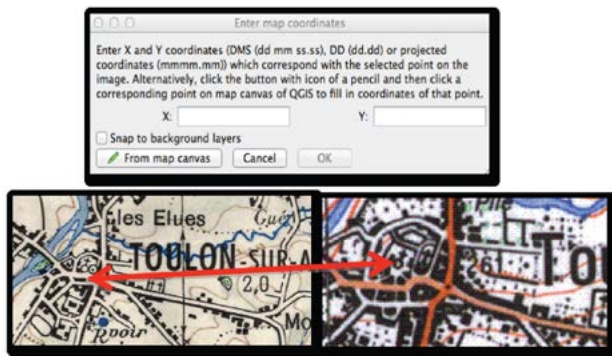 Enter map coordinates
Enter X and Y coordinates (DMS (dd mm ss.ss), DD (dd.dd) or projected
coordinates (mmmm.mm)) which correspond with the selected point on the
image. Alternatively, click the button with icon of a pencil and then click a
corresponding point on map canvas of QGIS to fill in coordinates of that point.
X: Y:
Snap to background layers
From map canvas Cancel OK
les Elues
TOULON-SUR-A
2,0
Mo
To